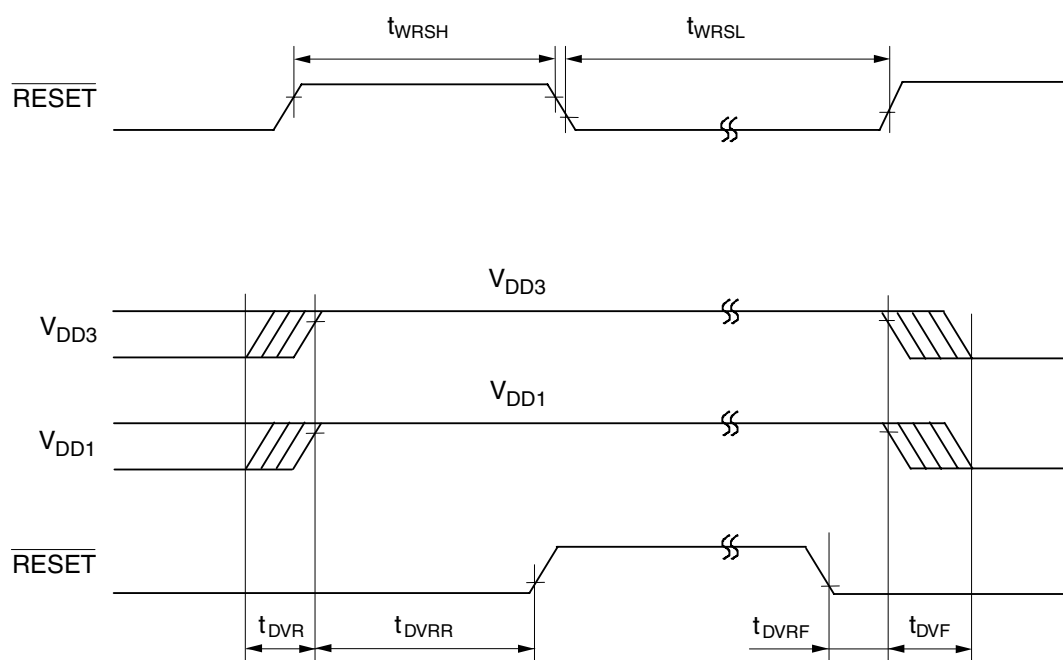 tWRSH tWRSL
RESET
VDD3
VDD3
VDD1
VDD1
RESET
tDVR tDVRR tDVRF tDVF